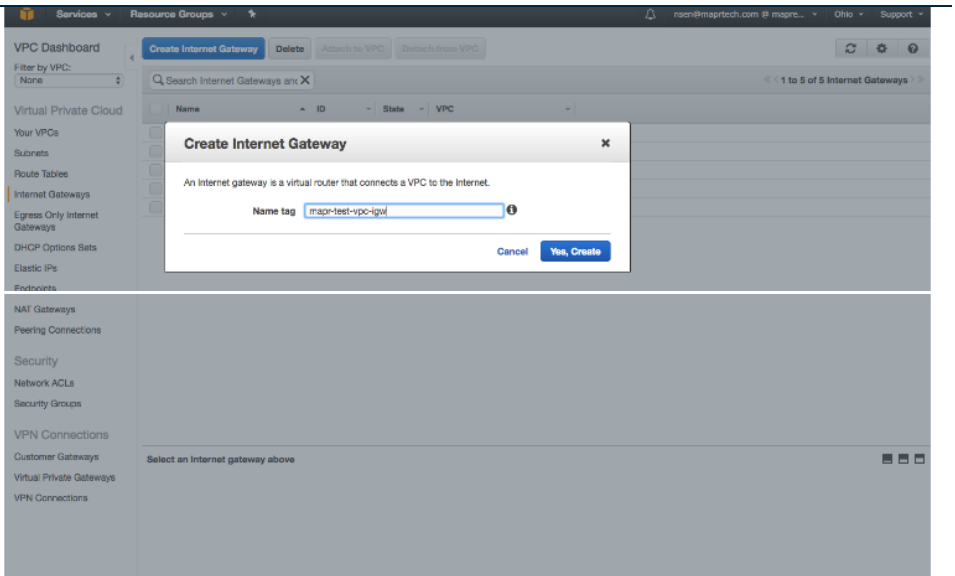 Services Resource Groups nsen@maprtech.com @ mapre... Ohio Support
VPC Dashboard
Filter by VPC:
None
Virtual Private Cloud
Your VPCs
Subnets
Route Tables
Internet Gateways
Egress Only Internet
Gateways
DHCP Options Sets
Elastic IPs
Endpoints
NAT Gateways
Peering Connections
Security
Network ACLs
Security Groups
VPN Connections
Customer Gateways
Virtual Private Gateways
VPN Connections
Create Internet Gateway Delete Attach to VPC Detach from VPC
Search Internet Gateways and X
1 to 5 of 5 Internet Gateways
Name ID State VPC
Create Internet Gateway
An Internet gateway is a virtual router that connects a VPC to the Internet.
Name tag mapr-test-vpc-igw
Cancel Yes, Create
Select an internet gateway above